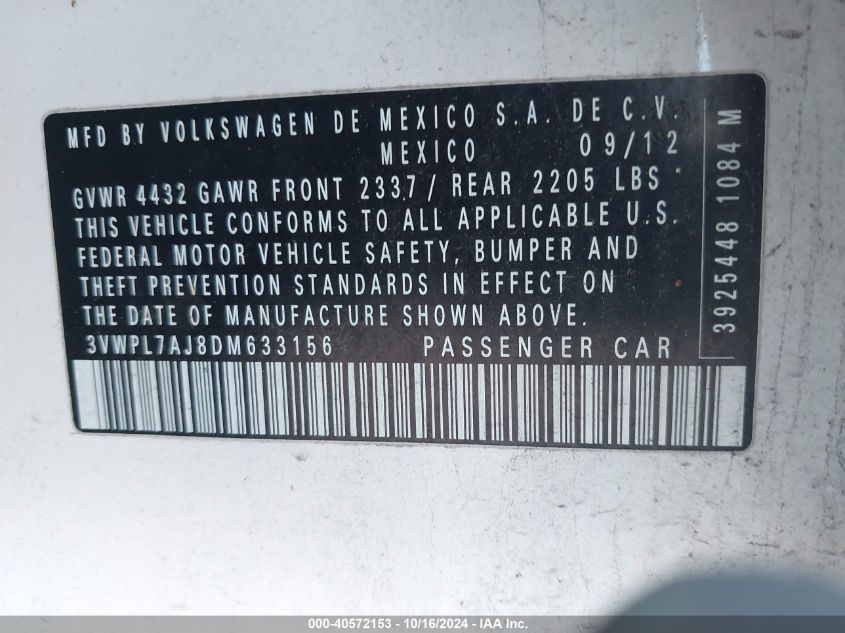 MFD BY VOLKSWAGEN DE MEXICO S.A. DE C.V.
MEXICO 09/12
GVWR 4432 GAWR FRONT 2337/ REAR 2205 LBS
THIS VEHICLE CONFORMS TO ALL APPLICABLE U.S.
FEDERAL MOTOR VEHICLE SAFETY, BUMPER AND
THEFT PREVENTION STANDARDS IN EFFECT ON
THE DATE OF MANUFACTURE SHOWN ABOVE.
3VWPL7AJ8DM633156 PASSENGER CAR
3925448 1084 M
000-40572153 - 10/16/2024 - IAA Inc.